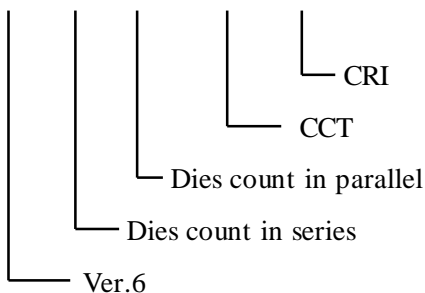 CRI
CCT
Dies count in parallel
Dies count in series
Ver.6